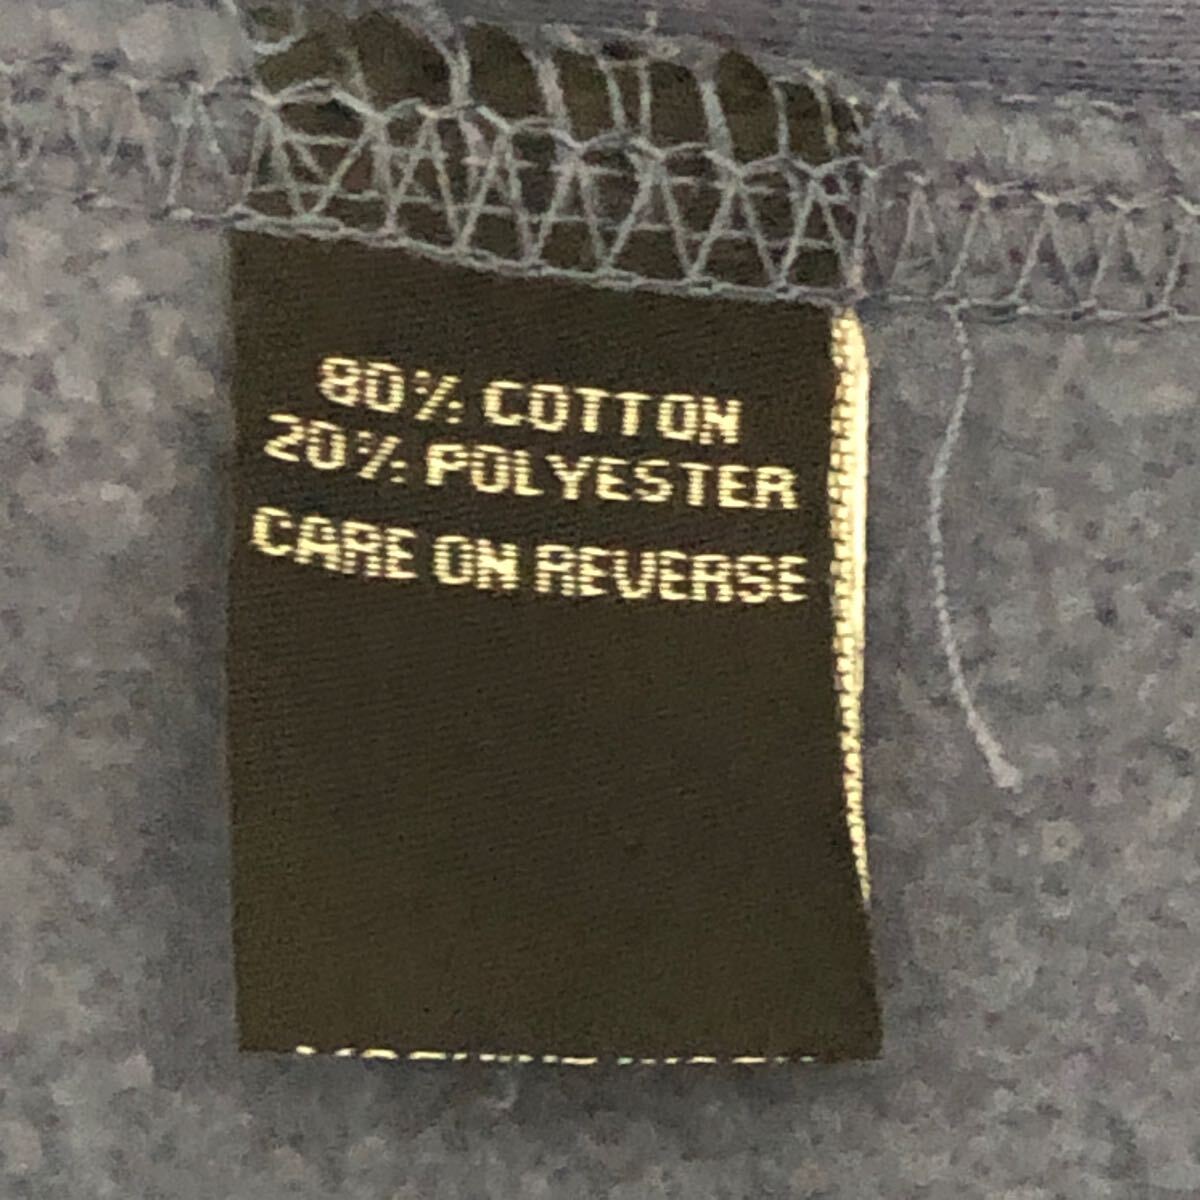 80% COTTON
20% POLYESTER
CARE ON REVERSE